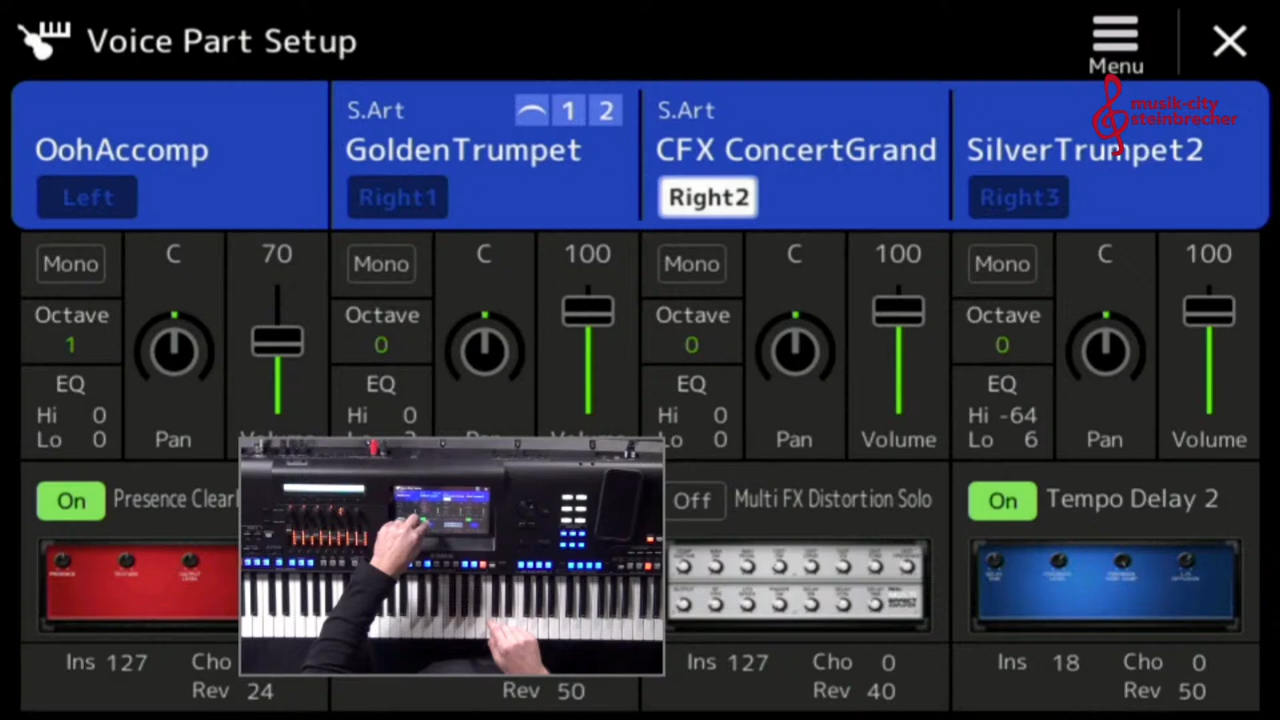 Voice Part Setup
Menu
musik-city
steinbrecher
OohAccomp
Left
S.Art 1 2
GoldenTrumpet
Right1
S.Art
CFX ConcertGrand
Right2
SilverTrumpet2
Right3
Mono C 70
Octave
1
EQ
Hi 0
Lo 0
Pan
Mono C 100
Octave
0
EQ
Hi 0
Mono C 100
Octave
0
EQ
Hi 0
Lo 0
Pan
Volume
Mono C 100
Octave
0
EQ
Hi -64
Lo 6
Pan
Volume
On Presence Clear
Off Multi FX Distortion Solo
On Tempo Delay 2
PRESENCE
OUTPUT
LEVEL
Ins 127 Cho
Rev 24
Rev 50
Ins 127 Cho 0
Rev 40
Ins 18 Cho 0
Rev 50